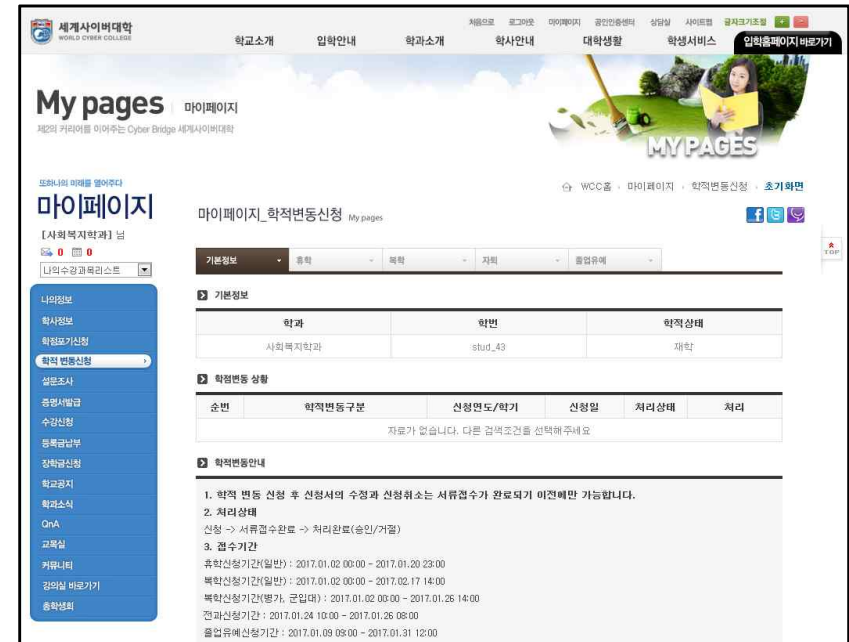 세계사이버대학
WORLD CYBER COLLEGE
처음으로 로그아웃 마이페이지 공인인증센터 상담실 사이트맵 글자크기조절
학교소개 입학안내 학과소개 학사안내 대학생활 학생서비스 입학홈페이지 바로가기
My pages 마이페이지
제2의 커리어를 이어주는 Cyber Bridge 세계사이버대학
MY PAGES
또하나의 미래를 열어주다
마이페이지
WCC홈 마이페이지 학적변동신청 초기화면
[사회복지학과] 님
0 0
나의수강과목리스트
마이페이지_학적변동신청 My pages
TOP
나의정보
학사정보
학점포기신청
학적 변동신청
설문조사
증명서발급
수강신청
등록금납부
장학금신청
학교공지
학과소식
QnA
교육실
커뮤니티
강의실 바로가기
총학생회
기본정보 휴학 복학 자퇴 졸업유예
기본정보
학과 학번 학적상태
사회복지학과 stud_43 재학
학점변동 상황
순번 학적변동구분 신청연도/학기 신청일 처리상태 처리
자료가 없습니다. 다른 검색조건을 선택해주세요
학적변동안내
1. 학적 변동 신청 후 신청서의 수정과 신청취소는 서류접수가 완료되기 이전에만 가능합니다.
2. 처리상태
신청 -> 서류접수완료 -> 처리완료(승인/거절)
3. 접수기간
휴학신청기간(일반) : 2017.01.02 00:00 - 2017.01.20 23:00
복학신청기간(일반) : 2017.01.02 00:00 - 2017.02.17 14:00
복학신청기간(병가, 군입대) : 2017.01.02 00:00 - 2017.01.26 14:00
전과신청기간 : 2017.01.24 10:00 - 2017.01.26 08:00
졸업유예신청기간 : 2017.01.09 09:00 - 2017.01.31 12:00